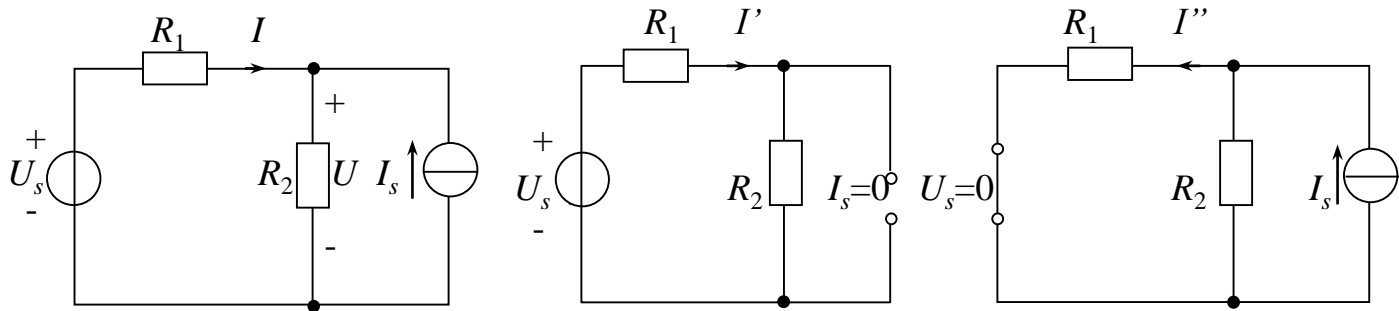 R₁ I
+
Uₛ
-
+
R₂ U
-
Iₛ
R₁ I’
+
Uₛ
-
R₂
Iₛ=0
R₁ I’’
Uₛ=0
R₂
Iₛ